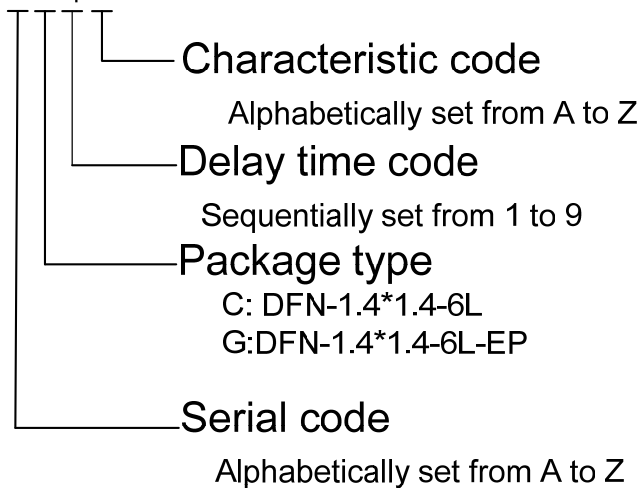 Characteristic code
Alphabetically set from A to Z
Delay time code
Sequentially set from 1 to 9
Package type
C: DFN-1.4*1.4-6L
G:DFN-1.4*1.4-6L-EP
Serial code
Alphabetically set from A to Z